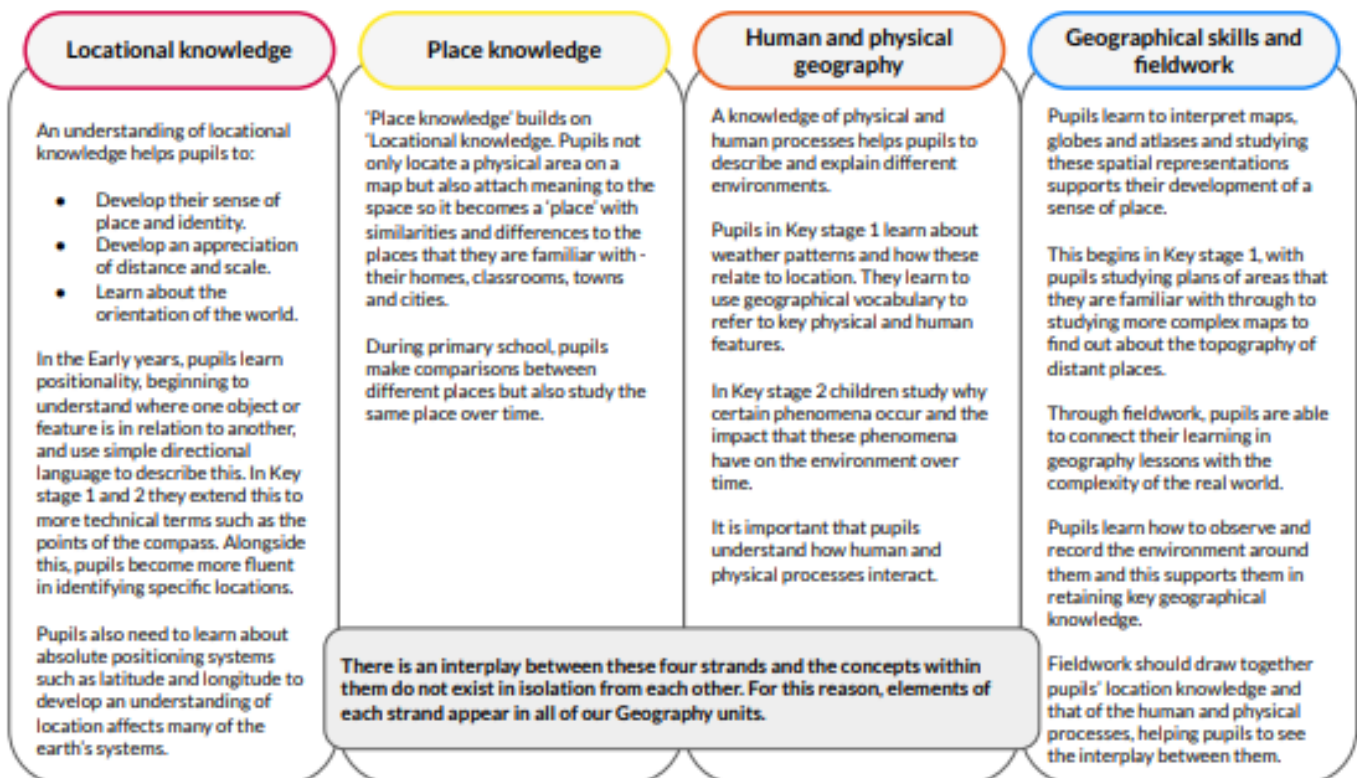 Locational knowledge
An understanding of locational
knowledge helps pupils to:
● Develop their sense of
place and identity.
● Develop an appreciation
of distance and scale.
● Learn about the
orientation of the world.
In the Early years, pupils learn
positionality, beginning to
understand where one object or
feature is in relation to another,
and use simple directional
language to describe this. In Key
stage 1 and 2 they extend this to
more technical terms such as the
points of the compass. Alongside
this, pupils become more fluent
in identifying specific locations.
Pupils also need to learn about
absolute positioning systems
such as latitude and longitude to
develop an understanding of
location affects many of the
earth's systems.
Place knowledge
'Place knowledge' builds on
'Locational knowledge. Pupils not
only locate a physical area on a
map but also attach meaning to the
space so it becomes a 'place' with
similarities and differences to the
places that they are familiar with -
their homes, classrooms, towns
and cities.
During primary school, pupils
make comparisons between
different places but also study the
same place over time.
Human and physical
geography
A knowledge of physical and
human processes helps pupils to
describe and explain different
environments.
Pupils in Key stage 1 learn about
weather patterns and how these
relate to location. They learn to
use geographical vocabulary to
refer to key physical and human
features.
In Key stage 2 children study why
certain phenomena occur and the
impact that these phenomena
have on the environment over
time.
It is important that pupils
understand how human and
physical processes interact.
Geographical skills and
fieldwork
Pupils learn to interpret maps,
globes and atlases and studying
these spatial representations
supports their development of a
sense of place.
This begins in Key stage 1, with
pupils studying plans of areas that
they are familiar with through to
studying more complex maps to
find out about the topography of
distant places.
Through fieldwork, pupils are able
to connect their learning in
geography lessons with the
complexity of the real world.
Pupils learn how to observe and
record the environment around
them and this supports them in
retaining key geographical
knowledge.
Fieldwork should draw together
pupils' location knowledge and
that of the human and physical
processes, helping pupils to see
the interplay between them.
There is an interplay between these four strands and the concepts within
them do not exist in isolation from each other. For this reason, elements of
each strand appear in all of our Geography units.